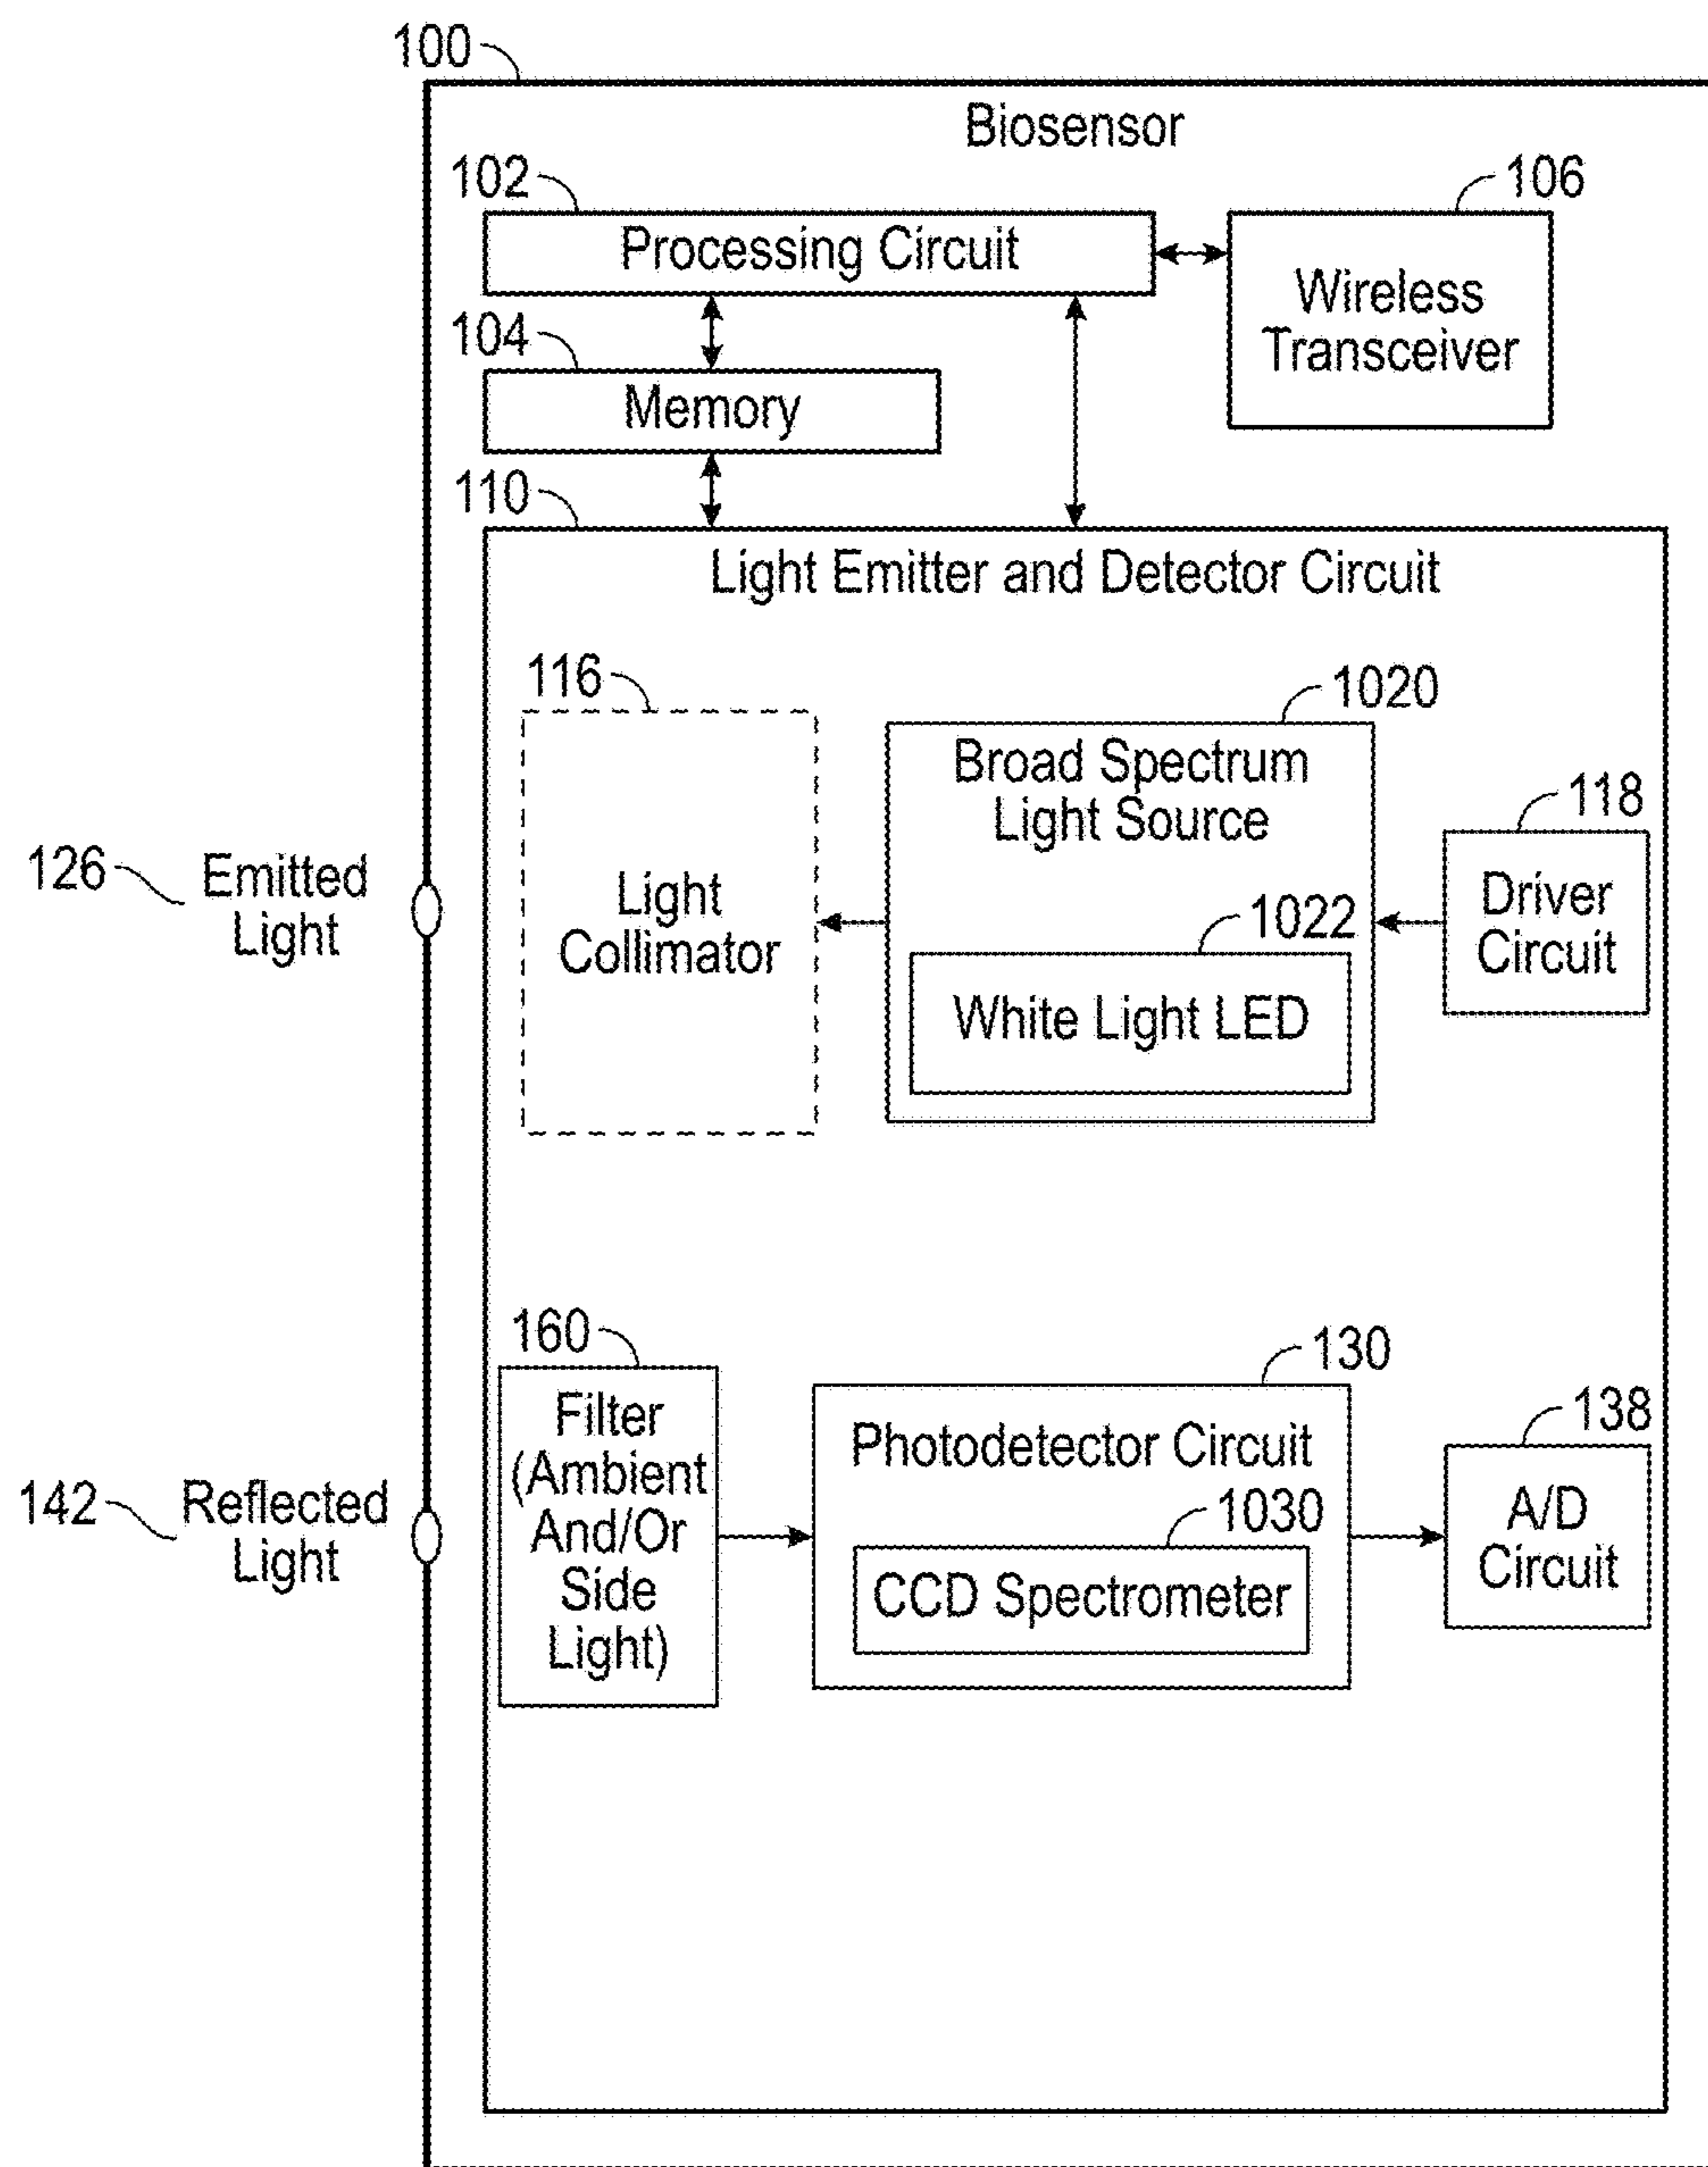 100
Biosensor
102
106
Processing Circuit
Wireless
Transceiver
104
Memory
110
Light Emitter and Detector Circuit
116
1020
Broad Spectrum
Light Source
118
126
Emitted
Light
Light
Collimator
1022
White Light LED
Driver
Circuit
160
130
138
Filter
(Ambient
And/Or
Side
Light)
Photodetector Circuit
1030
CCD Spectrometer
A/D
Circuit
142
Reflected
Light